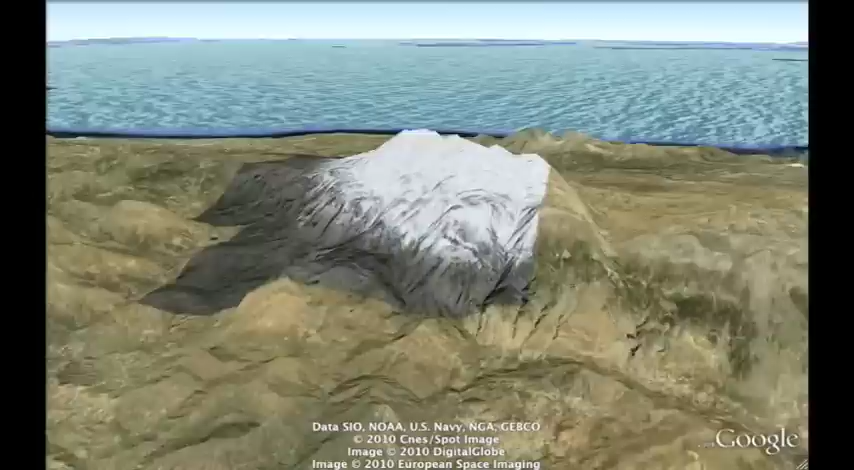 Data SIO, NOAA, U.S. Navy, NGA, GEBCO
© 2010 Cnes/Spot Image
Image © 2010 DigitalGlobe
Image © 2010 European Space Imaging
Google